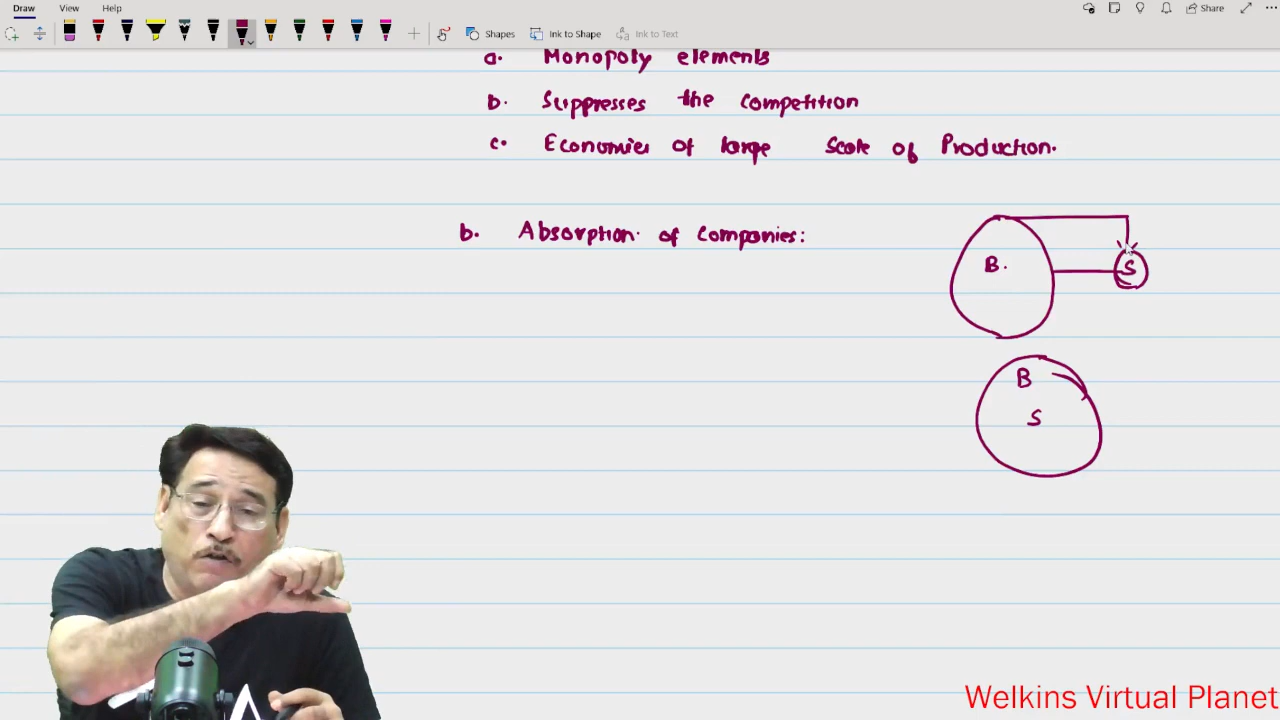 Draw View Help
Share
Shapes Ink to Shape Ink to Text
a. Monopoly elements
b. Suppresses the competition
c. Economies of large Scale of Production.
b. Absorption of Companies:
B. S
B
S
Welkins Virtual Planet